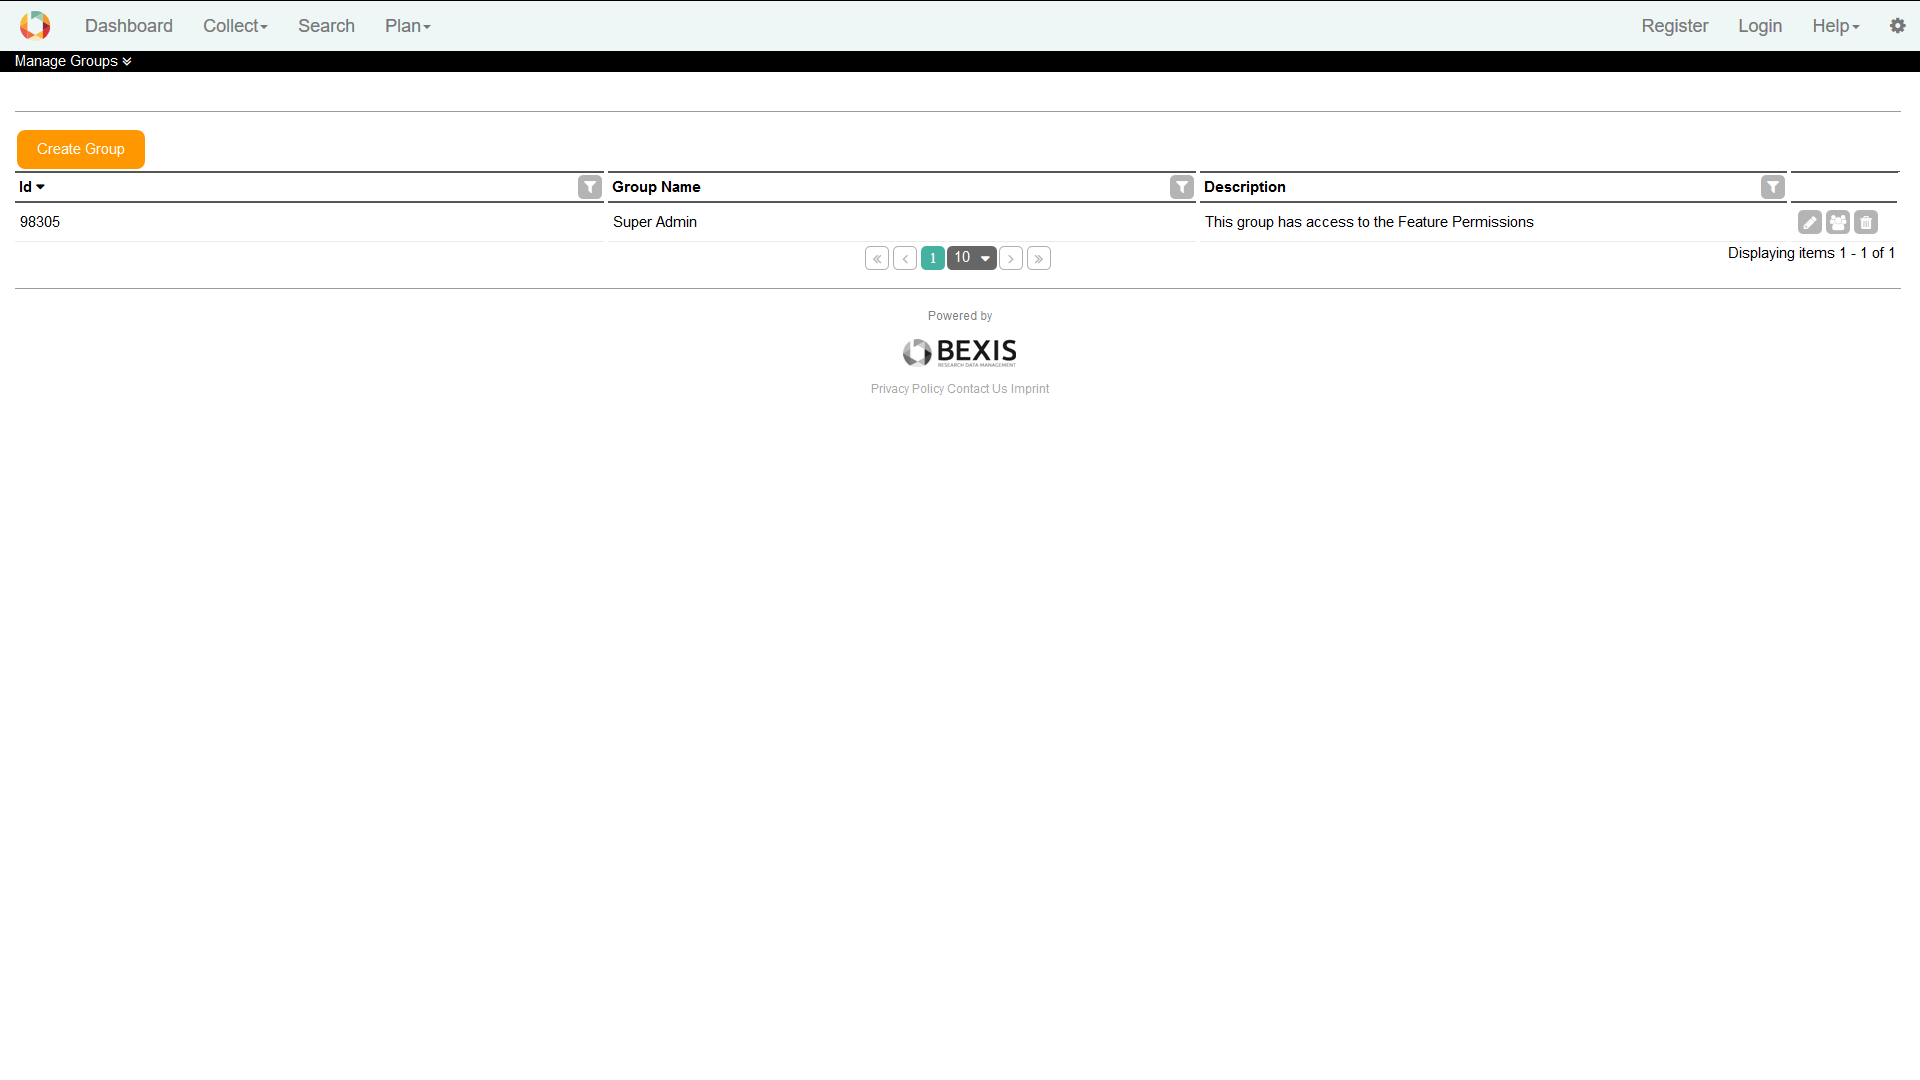 Dashboard Collect Search Plan Register Login Help
Manage Groups
Create Group
Id Group Name Description
98305 Super Admin This group has access to the Feature Permissions
1 10 Displaying items 1 - 1 of 1
Powered by
BEXIS
RESEARCH DATA MANAGEMENT
Privacy Policy Contact Us Imprint